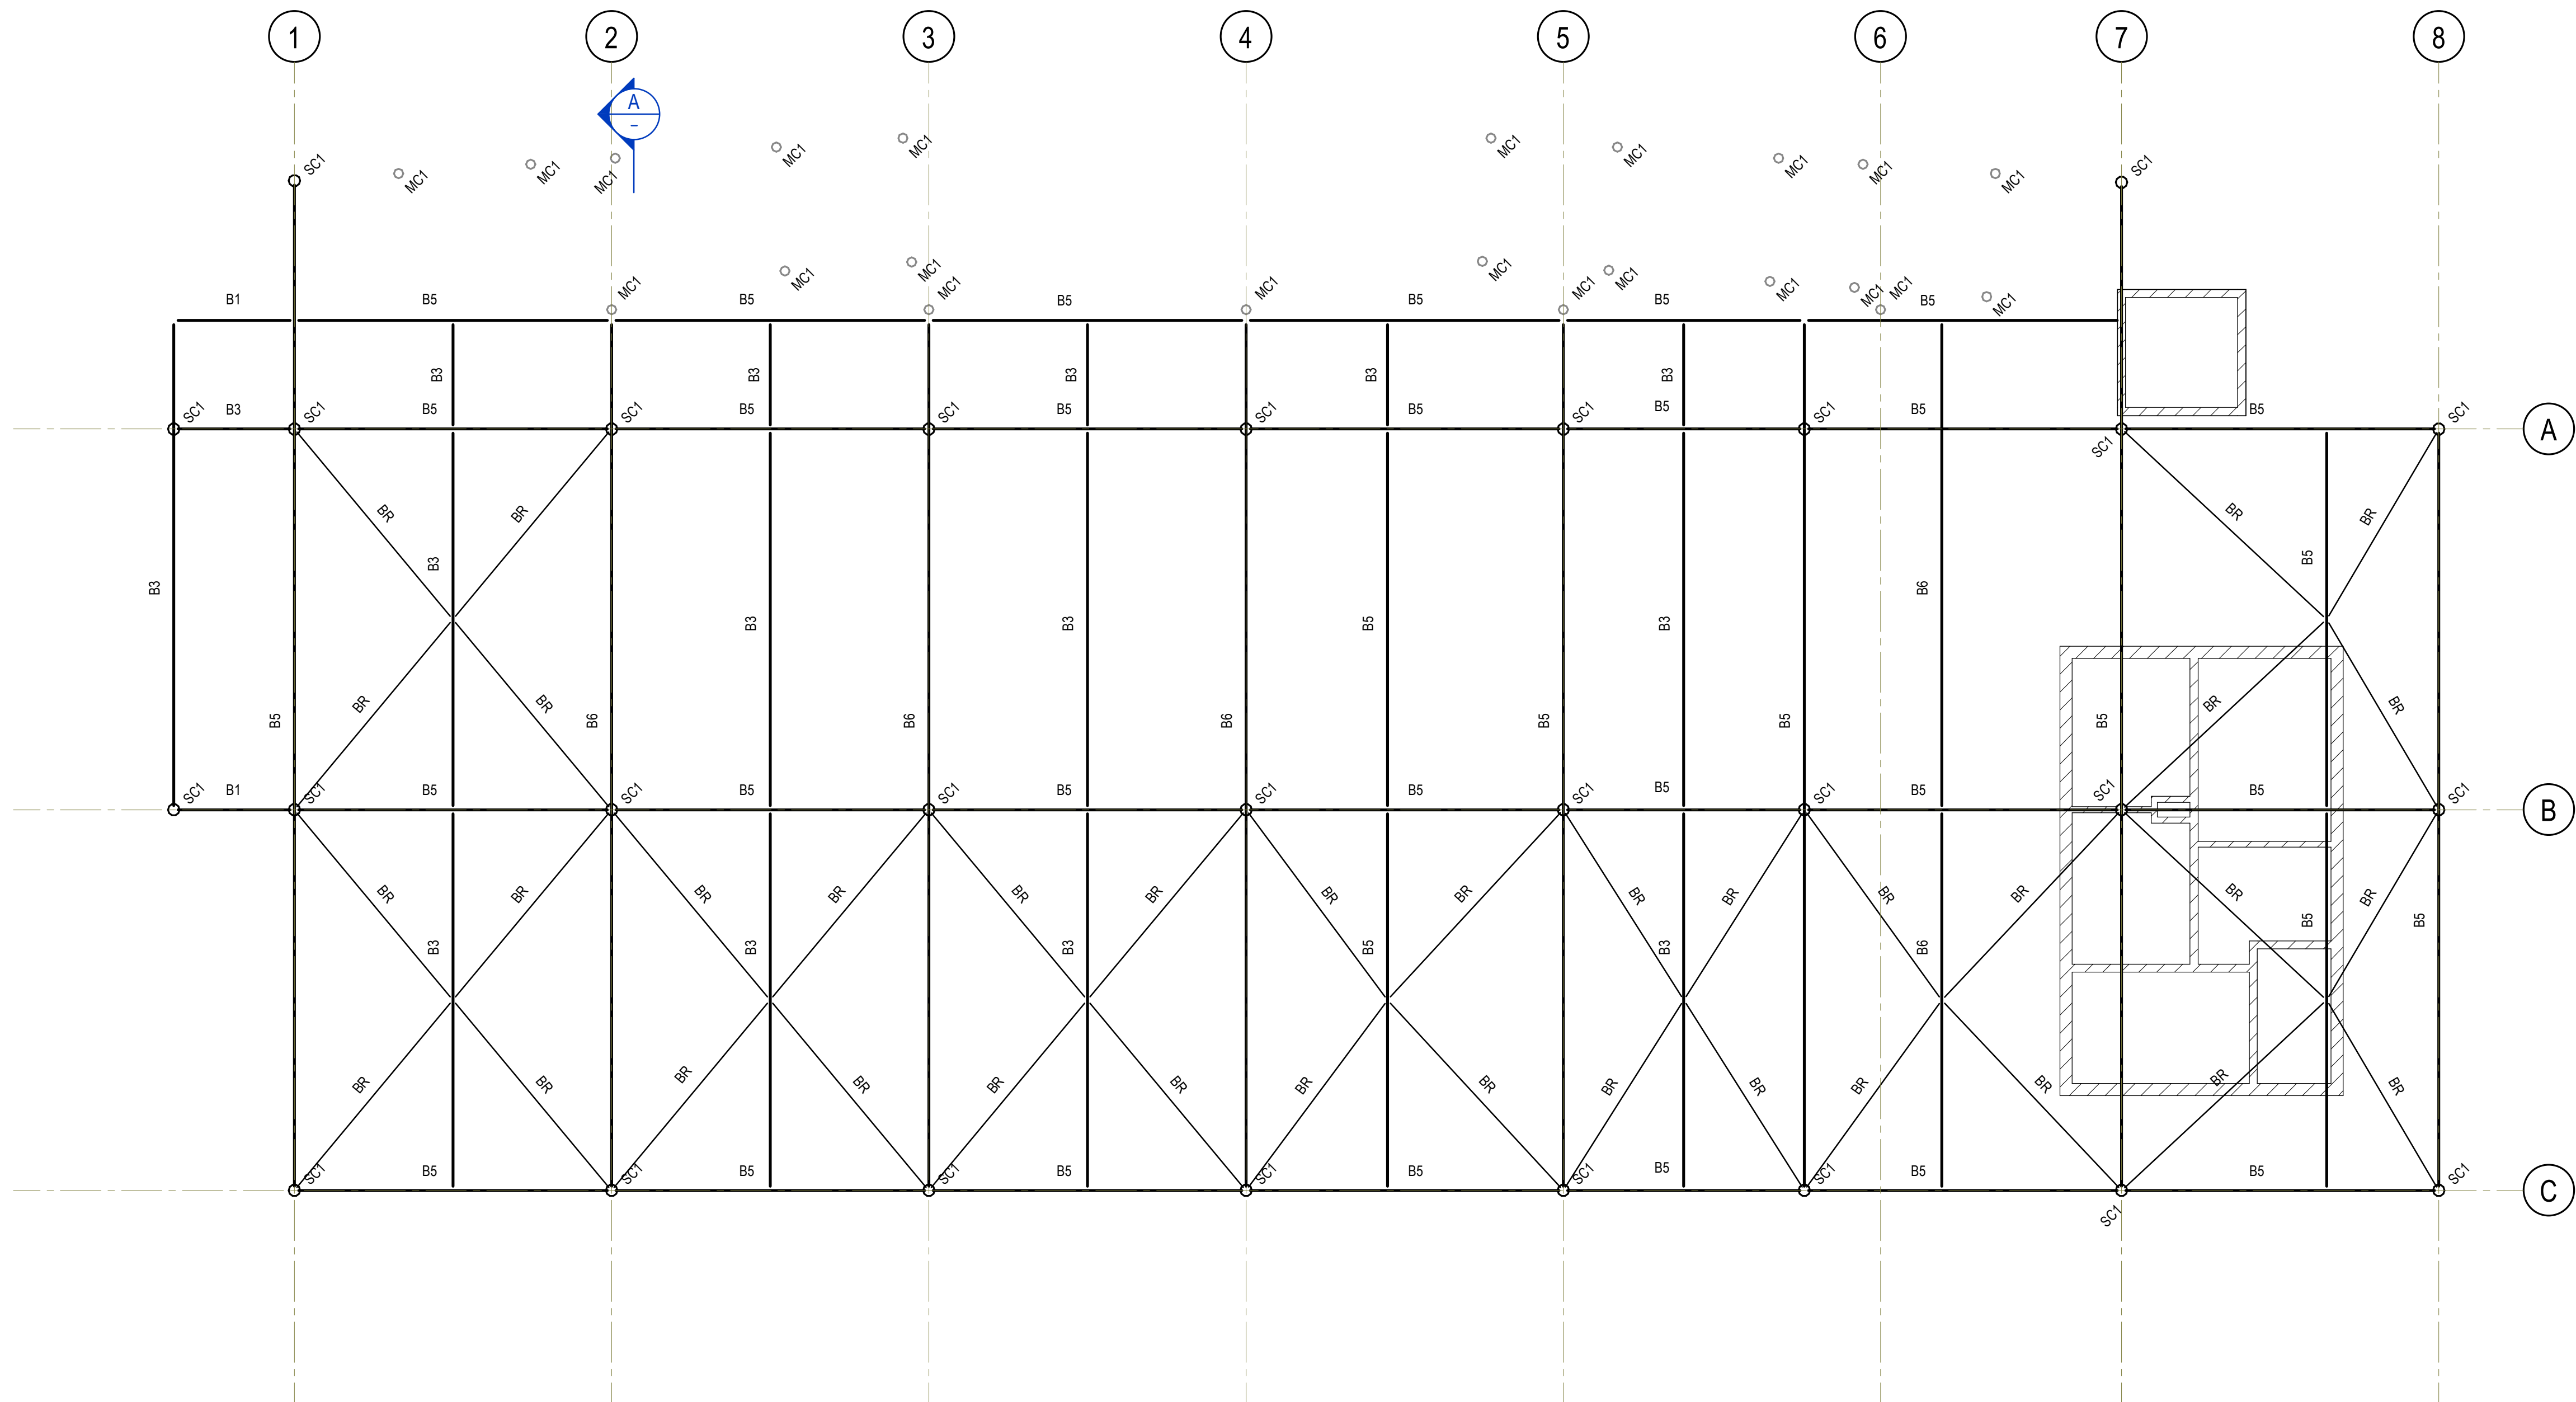 1 2 3 4 5 6 7 8
A
-
MC1 MC1
MC1 MC1
SC1 MC1 MC1 MC1 MC1 MC1 MC1 SC1
MC1 MC1 MC1 MC1
MC1 MC1 MC1 MC1 MC1 MC1 MC1 MC1
B1 B5 B5 B5 B5 B5 B5 MC1
B3 B3 B3 B3 B3
SC1 B3 SC1 B5 SC1 B5 SC1 B5 SC1 B5 SC1 B5 SC1 B5 SC1 B5 SC1 A
BR BR BR BR
B3 B3 B5
B6
B3 B3 B5 B3
BR BR BR BR
B5 B6 B6 B6 B5 B5 B5
SC1 B1 SC1 B5 SC1 B5 SC1 B5 SC1 B5 SC1 B5 SC1 B5 SC1 B5 SC1 B
BR BR BR BR BR BR BR BR BR BR BR BR BR BR
B3 B3 B3 B5 B3 B6 B5 B5
BR BR BR BR BR BR BR BR BR BR BR BR BR BR
SC1 B5 SC1 B5 SC1 B5 SC1 B5 SC1 B5 SC1 B5 SC1 B5 SC1 C